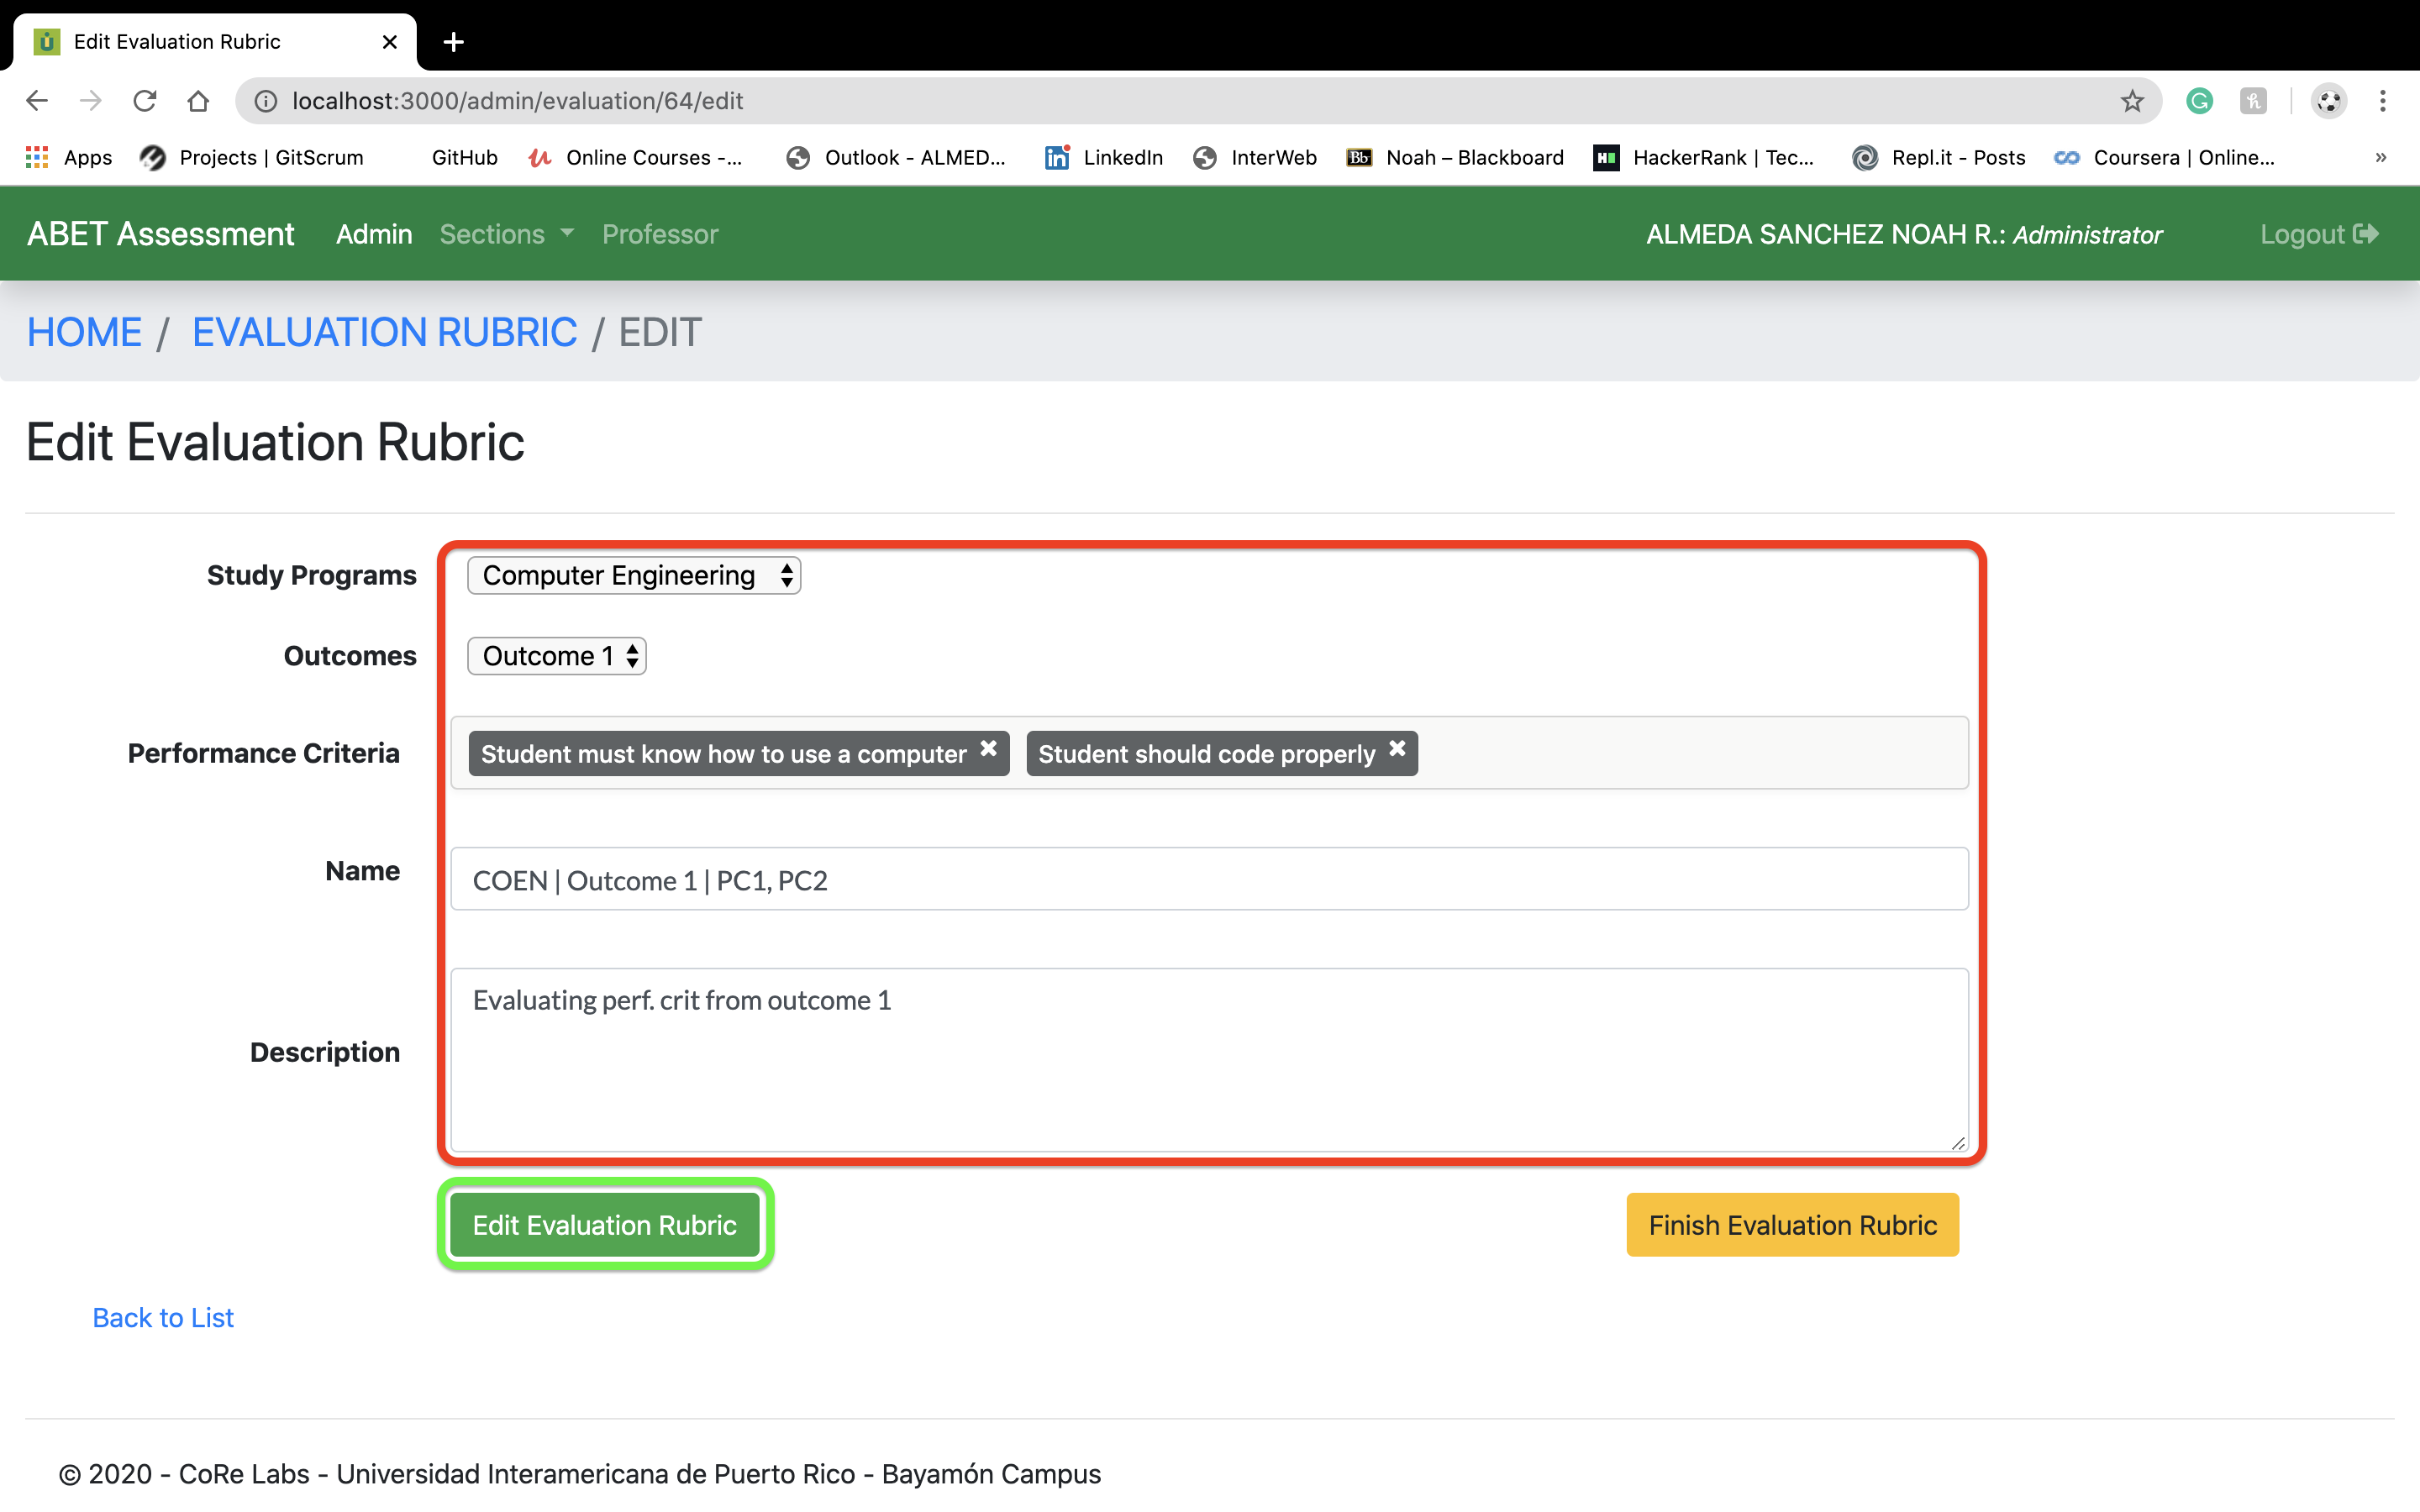 Edit Evaluation Rubric
localhost:3000/admin/evaluation/64/edit
Apps Projects | GitScrum GitHub Online Courses -... Outlook - ALMED... LinkedIn InterWeb Bb Noah – Blackboard HackerRank | Tec... Repl.it - Posts Coursera | Online... »
ABET Assessment Admin Sections Professor ALMEDA SANCHEZ NOAH R.: Administrator Logout
HOME / EVALUATION RUBRIC / EDIT
Edit Evaluation Rubric
Study Programs Computer Engineering
Outcomes Outcome 1
Performance Criteria Student must know how to use a computer Student should code properly
Name COEN | Outcome 1 | PC1, PC2
Evaluating perf. crit from outcome 1
Description
Edit Evaluation Rubric Finish Evaluation Rubric
Back to List
© 2020 - CoRe Labs - Universidad Interamericana de Puerto Rico - Bayamón Campus